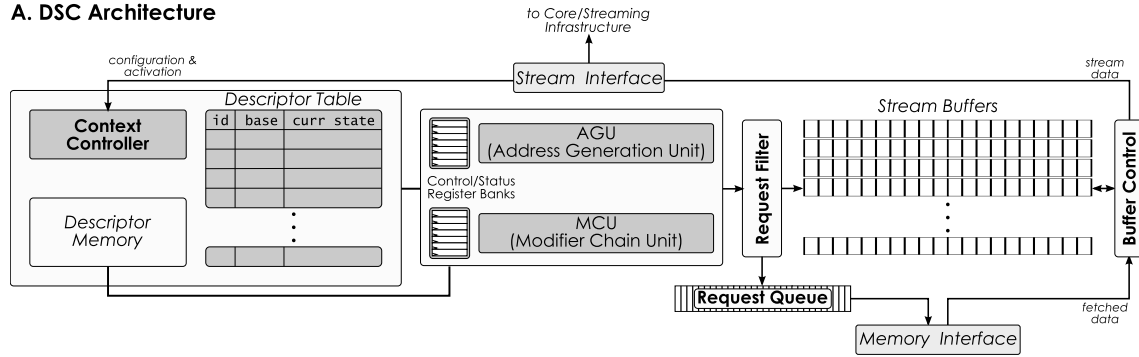 A. DSC Architecture
to Core/Streaming
Infrastructure
configuration &
activation
Stream Interface
stream
data
Descriptor Table
Stream Buffers
Context
Controller
id base curr state
AGU
(Address Generation Unit)
Control/Status
Register Banks
Request Filter
Buffer Control
Descriptor
Memory
MCU
(Modifier Chain Unit)
Request Queue
fetched
data
Memory Interface